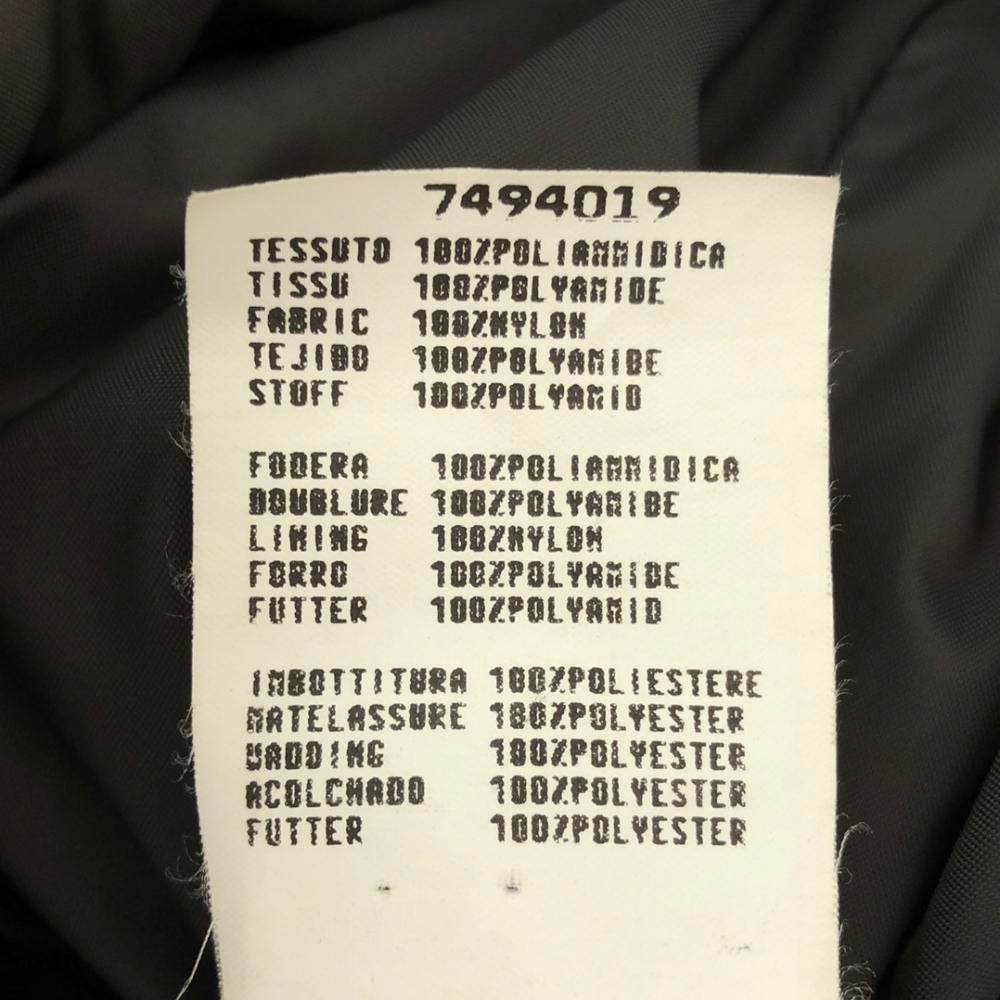 7494019
TESSUTO 100%POLIAMMIDICA
TISSU 100%POLYAMIDE
FABRIC 100%NYLON
TEJIDO 100%POLYAMIDE
STOFF 100%POLYAMID
FODERA 100%POLIAMMIDICA
DOUBLURE 100%POLYAMIDE
LINING 100%NYLON
FORRO 100%POLYAMIDE
FUTTER 100%POLYAMID
IMBOTTITURA 100%POLIESTERE
MATELASSURE 100%POLYESTER
WADDING 100%POLYESTER
ACOLCHADO 100%POLYESTER
FUTTER 100%POLYESTER